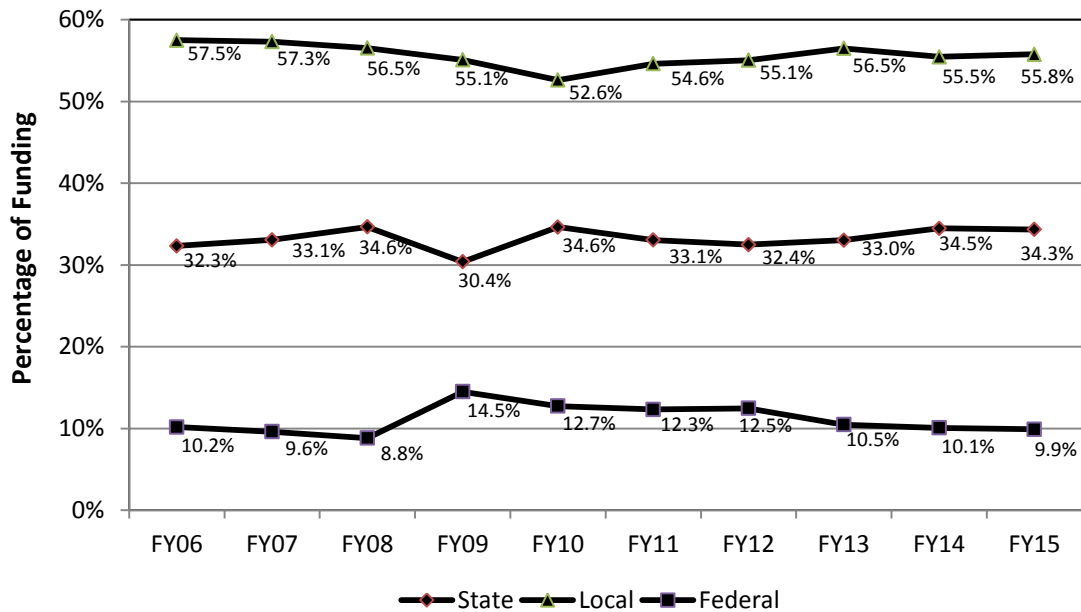 60%
57.5% 57.3% 56.5% 55.1% 52.6% 54.6% 55.1% 56.5% 55.5% 55.8%
50%
40%
32.3% 33.1% 34.6% 30.4% 34.6% 33.1% 32.4% 33.0% 34.5% 34.3%
30%
20%
14.5% 12.7% 12.3% 12.5% 10.5% 10.1% 9.9%
10%
10.2% 9.6% 8.8%
0%
Percentage of Funding
FY06 FY07 FY08 FY09 FY10 FY11 FY12 FY13 FY14 FY15
State Local Federal